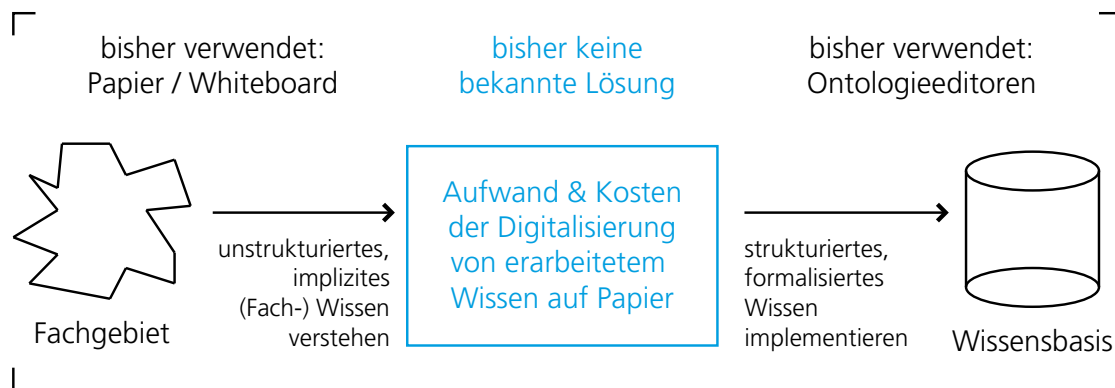 bisher verwendet:
Papier / Whiteboard
bisher keine
bekannte Lösung
bisher verwendet:
Ontologieeditoren
Fachgebiet
unstrukturiertes,
implizites
(Fach-) Wissen
verstehen
Aufwand & Kosten
der Digitalisierung
von erarbeitetem
Wissen auf Papier
strukturiertes,
formalisiertes
Wissen
implementieren
Wissensbasis